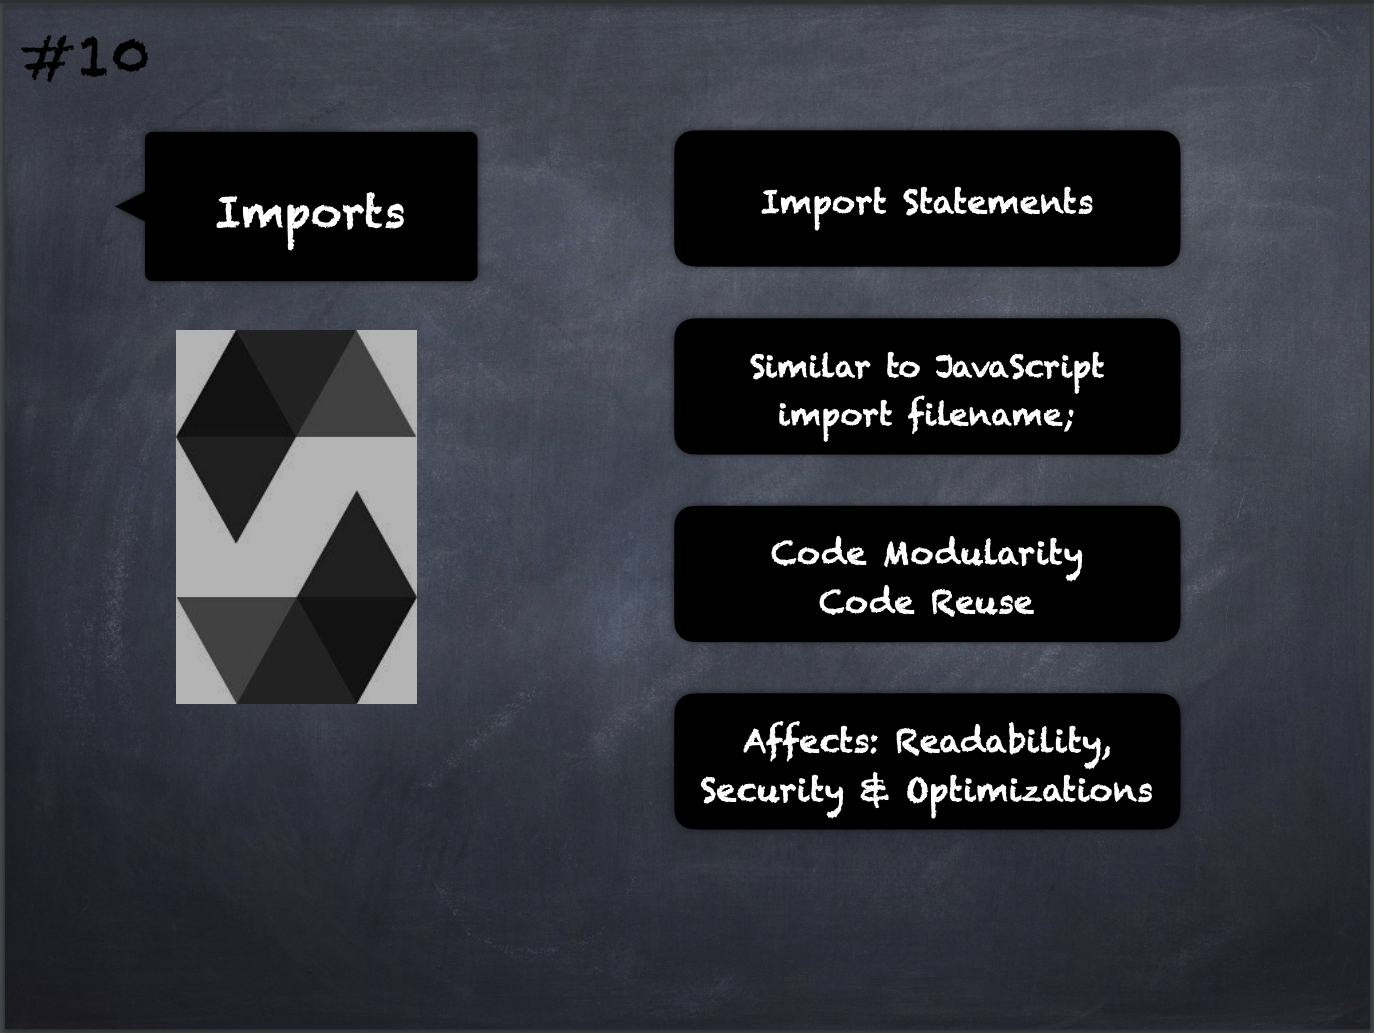 #10
Imports
Import Statements
Similar to JavaScript
import filename;
Code Modularity
Code Reuse
Affects: Readability,
Security & Optimizations